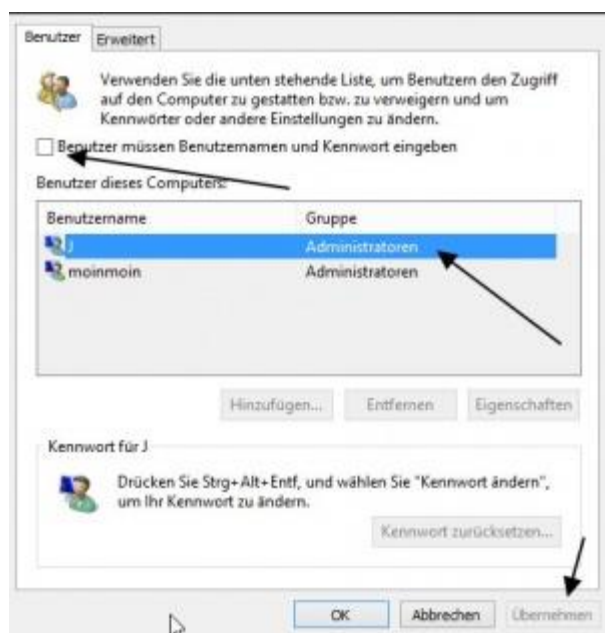 Benutzer Erweitert
Verwenden Sie die unten stehende Liste, um Benutzern den Zugriff
auf den Computer zu gestatten bzw. zu verweigern und um
Kennwörter oder andere Einstellungen zu ändern.
Benutzer müssen Benutzernamen und Kennwort eingeben
Benutzer dieses Computers:
Benutzername Gruppe
J Administratoren
moinmoin Administratoren
Hinzufügen... Entfernen Eigenschaften
Kennwort für J
Drücken Sie Strg+Alt+Entf, und wählen Sie "Kennwort ändern",
um Ihr Kennwort zu ändern.
Kennwort zurücksetzen...
OK Abbrechen Übernehmen